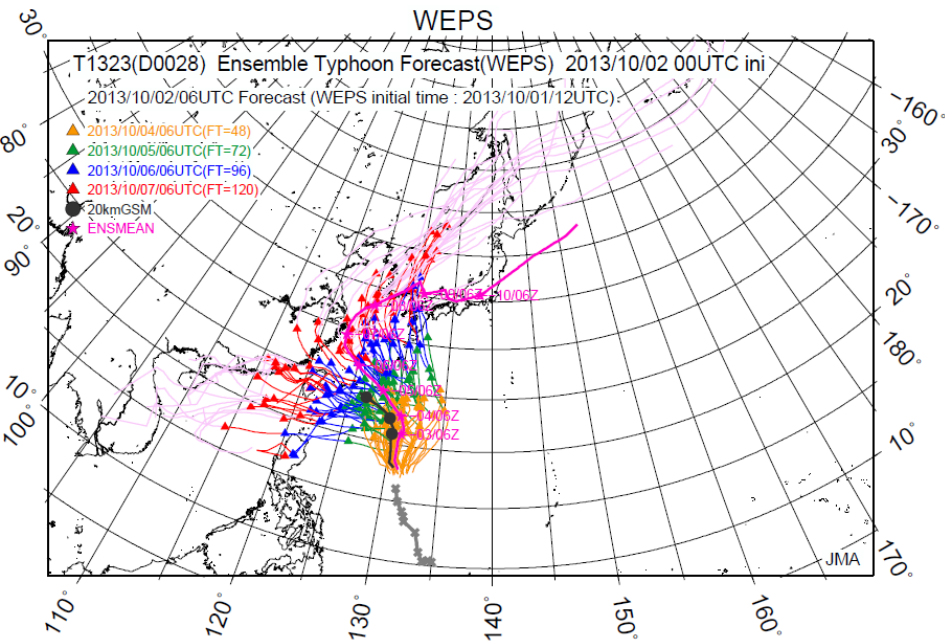 WEPS
T1323(D0028) Ensemble Typhoon Forecast(WEPS) 2013/10/02 00UTC ini
2013/10/02/06UTC Forecast (WEPS initial time : 2013/10/01/12UTC)
2013/10/04/06UTC(FT=48)
2013/10/05/06UTC(FT=72)
2013/10/06/06UTC(FT=96)
2013/10/07/06UTC(FT=120)
20kmGSM
ENSMEAN
10/06Z
05/06Z
04/06Z
03/06Z
JMA
30°
80°
20°
90°
10°
100°
-160°
30°
-170°
20°
180°
10°
170°
110°
120°
130°
140°
150°
160°